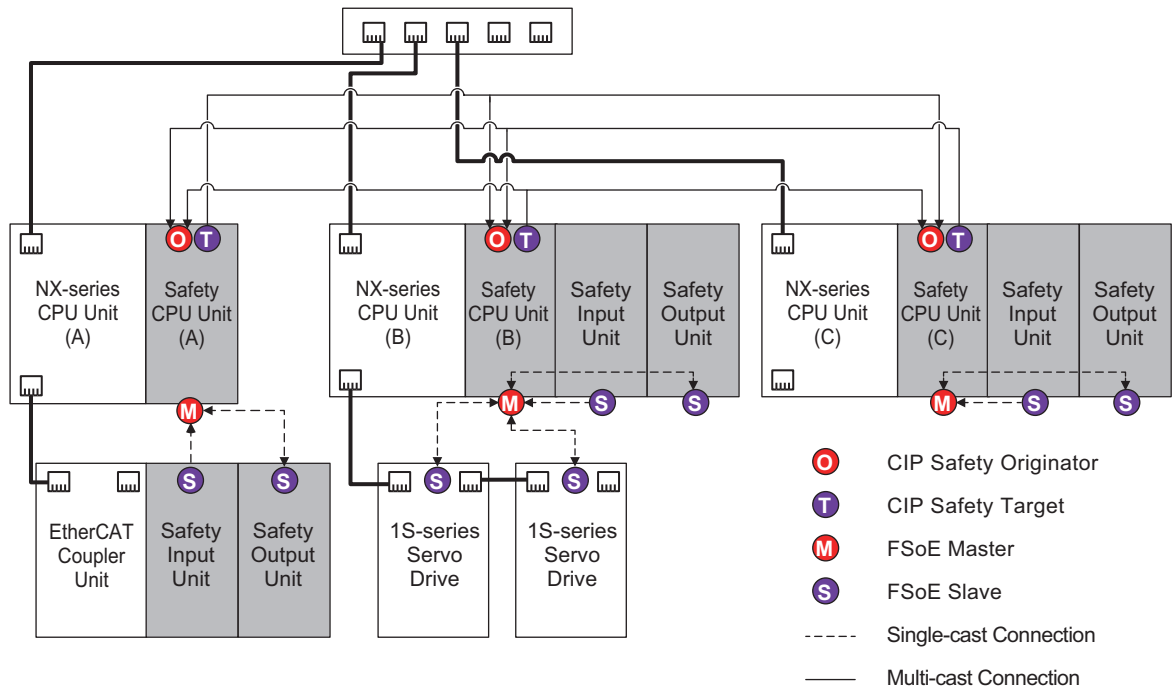 O T
O T
O T
NX-series
CPU Unit
(A)
Safety
CPU Unit
(A)
NX-series
CPU Unit
(B)
Safety
CPU Unit
(B)
Safety
Input
Unit
Safety
Output
Unit
NX-series
CPU Unit
(C)
Safety
CPU Unit
(C)
Safety
Input
Unit
Safety
Output
Unit
M
M S S
M S S
S S
S S
EtherCAT
Coupler
Unit
Safety
Input
Unit
Safety
Output
Unit
1S-series
Servo
Drive
1S-series
Servo
Drive
O CIP Safety Originator
T CIP Safety Target
M FSoE Master
S FSoE Slave
Single-cast Connection
Multi-cast Connection